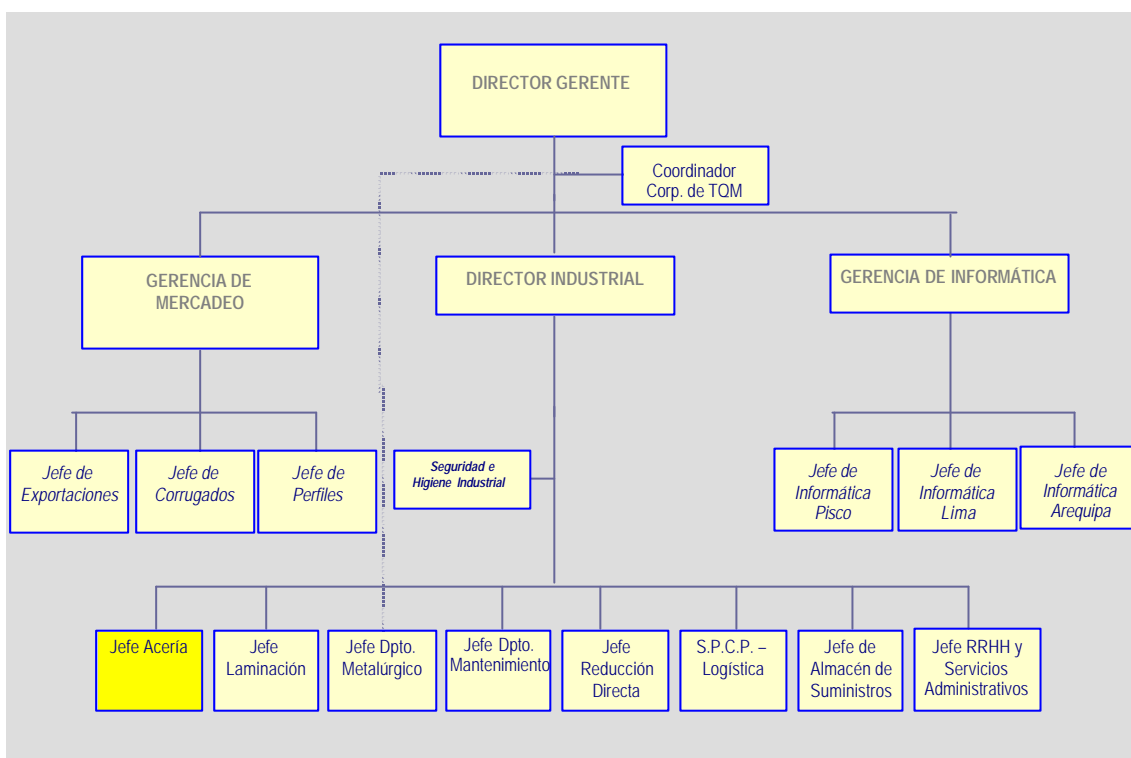 DIRECTOR GERENTE
Coordinador
Corp. de TQM
GERENCIA DE
MERCADEO
DIRECTOR INDUSTRIAL
GERENCIA DE INFORMÁTICA
Jefe de
Exportaciones
Jefe de
Corrugados
Jefe de
Perfiles
Seguridad e
Higiene Industrial
Jefe de
Informática
Pisco
Jefe de
Informática
Lima
Jefe de
Informática
Arequipa
Jefe Acería
Jefe
Laminación
Jefe Dpto.
Metalúrgico
Jefe Dpto.
Mantenimiento
Jefe
Reducción
Directa
S.P.C.P. –
Logística
Jefe de
Almacén de
Suministros
Jefe RRHH y
Servicios
Administrativos